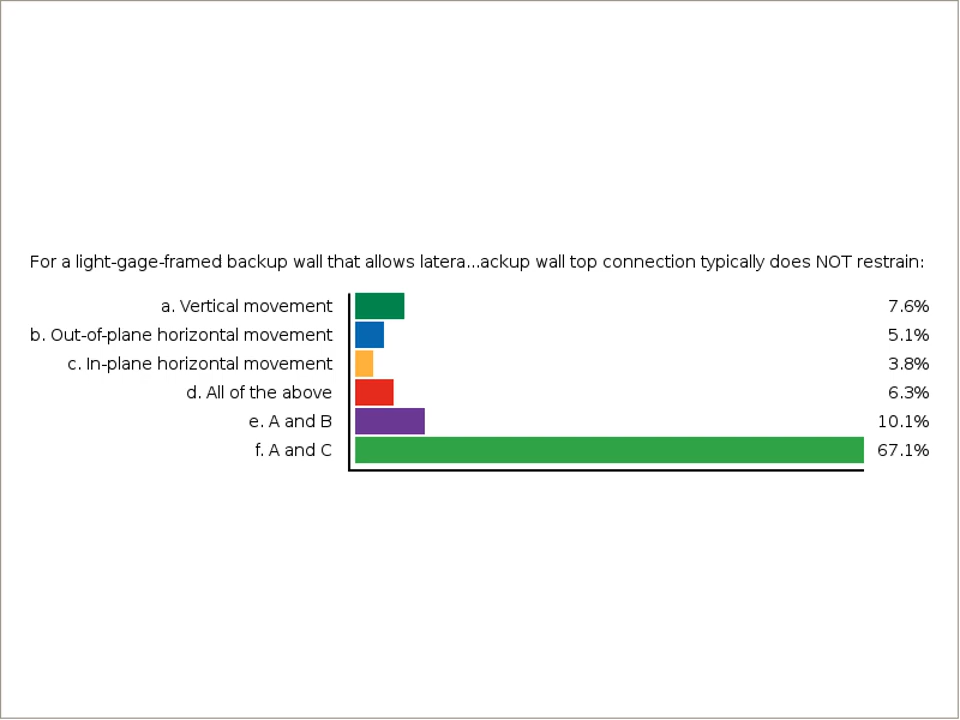 For a light-gage-framed backup wall that allows latera...ackup wall top connection typically does NOT restrain:
a. Vertical movement 7.6%
b. Out-of-plane horizontal movement 5.1%
c. In-plane horizontal movement 3.8%
d. All of the above 6.3%
e. A and B 10.1%
f. A and C 67.1%